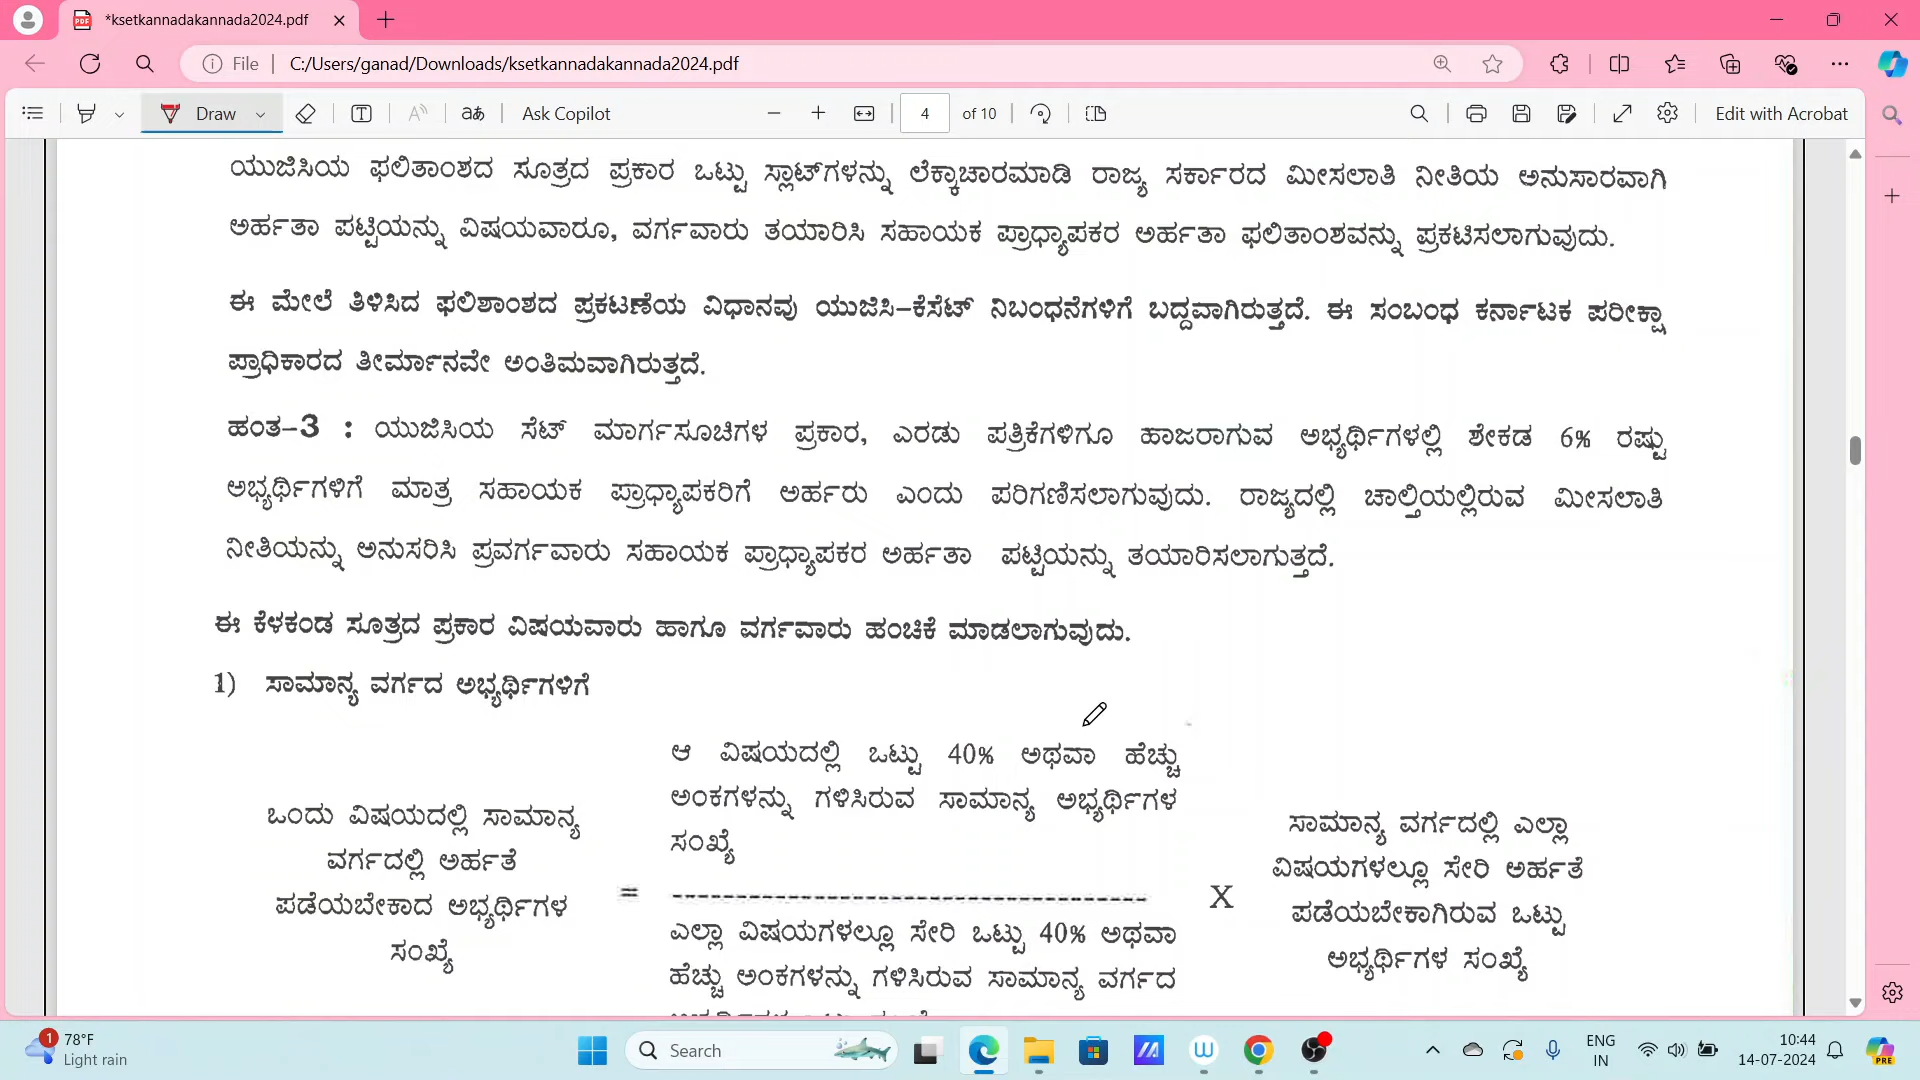 *ksetkannadakannada2024.pdf
File
C:/Users/ganad/Downloads/ksetkannadakannada2024.pdf
Draw
Ask Copilot
4
of 10
Edit with Acrobat
ಯುಜಿಸಿಯ ಫಲಿತಾಂಶದ ಸೂತ್ರದ ಪ್ರಕಾರ ಒಟ್ಟು ಸ್ಲಾಟ್‌ಗಳನ್ನು ಲೆಕ್ಕಾಚಾರಮಾಡಿ ರಾಜ್ಯ ಸರ್ಕಾರದ ಮೀಸಲಾತಿ ನೀತಿಯ ಅನುಸಾರವಾಗಿ
ಅರ್ಹತಾ ಪಟ್ಟಿಯನ್ನು ವಿಷಯವಾರೂ, ವರ್ಗವಾರು ತಯಾರಿಸಿ ಸಹಾಯಕ ಪ್ರಾಧ್ಯಾಪಕರ ಅರ್ಹತಾ ಫಲಿತಾಂಶವನ್ನು ಪ್ರಕಟಿಸಲಾಗುವುದು.
ಈ ಮೇಲೆ ತಿಳಿಸಿದ ಫಲಿಶಾಂಶದ ಪ್ರಕಟಣೆಯ ವಿಧಾನವು ಯುಜಿಸಿ-ಕೆಸೆಟ್ ನಿಬಂಧನೆಗಳಿಗೆ ಬದ್ದವಾಗಿರುತ್ತದೆ. ಈ ಸಂಬಂಧ ಕರ್ನಾಟಕ ಪರೀಕ್ಷಾ
ಪ್ರಾಧಿಕಾರದ ತೀರ್ಮಾನವೇ ಅಂತಿಮವಾಗಿರುತ್ತದೆ.
ಹಂತ-3 : ಯುಜಿಸಿಯ ಸೆಟ್ ಮಾರ್ಗಸೂಚಿಗಳ ಪ್ರಕಾರ, ಎರಡು ಪತ್ರಿಕೆಗಳಿಗೂ ಹಾಜರಾಗುವ ಅಭ್ಯರ್ಥಿಗಳಲ್ಲಿ ಶೇಕಡ 6% ರಷ್ಟು
ಅಭ್ಯರ್ಥಿಗಳಿಗೆ ಮಾತ್ರ ಸಹಾಯಕ ಪ್ರಾಧ್ಯಾಪಕರಿಗೆ ಅರ್ಹರು ಎಂದು ಪರಿಗಣಿಸಲಾಗುವುದು. ರಾಜ್ಯದಲ್ಲಿ ಚಾಲ್ತಿಯಲ್ಲಿರುವ ಮೀಸಲಾತಿ
ನೀತಿಯನ್ನು ಅನುಸರಿಸಿ ಪ್ರವರ್ಗವಾರು ಸಹಾಯಕ ಪ್ರಾಧ್ಯಾಪಕರ ಅರ್ಹತಾ ಪಟ್ಟಿಯನ್ನು ತಯಾರಿಸಲಾಗುತ್ತದೆ.
ಈ ಕೆಳಕಂಡ ಸೂತ್ರದ ಪ್ರಕಾರ ವಿಷಯವಾರು ಹಾಗೂ ವರ್ಗವಾರು ಹಂಚಿಕೆ ಮಾಡಲಾಗುವುದು.
1) ಸಾಮಾನ್ಯ ವರ್ಗದ ಅಭ್ಯರ್ಥಿಗಳಿಗೆ
ಒಂದು ವಿಷಯದಲ್ಲಿ ಸಾಮಾನ್ಯ
ವರ್ಗದಲ್ಲಿ ಅರ್ಹತೆ
ಪಡೆಯಬೇಕಾದ ಅಭ್ಯರ್ಥಿಗಳ
ಸಂಖ್ಯೆ
=
ಆ ವಿಷಯದಲ್ಲಿ ಒಟ್ಟು 40% ಅಥವಾ ಹೆಚ್ಚು
ಅಂಕಗಳನ್ನು ಗಳಿಸಿರುವ ಸಾಮಾನ್ಯ ಅಭ್ಯರ್ಥಿಗಳ
ಸಂಖ್ಯೆ
ಎಲ್ಲಾ ವಿಷಯಗಳಲ್ಲೂ ಸೇರಿ ಒಟ್ಟು 40% ಅಥವಾ
ಹೆಚ್ಚು ಅಂಕಗಳನ್ನು ಗಳಿಸಿರುವ ಸಾಮಾನ್ಯ ವರ್ಗದ
X
ಸಾಮಾನ್ಯ ವರ್ಗದಲ್ಲಿ ಎಲ್ಲಾ
ವಿಷಯಗಳಲ್ಲೂ ಸೇರಿ ಅರ್ಹತೆ
ಪಡೆಯಬೇಕಾಗಿರುವ ಒಟ್ಟು
ಅಭ್ಯರ್ಥಿಗಳ ಸಂಖ್ಯೆ
1
78°F
Light rain
Search
ENG
IN
10:44
14-07-2024